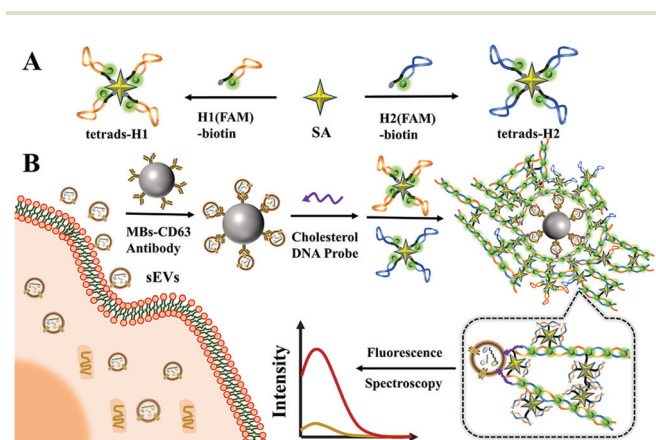 A
H1(FAM)
-biotin
H2(FAM)
-biotin
tetrads-H1
SA
tetrads-H2
B
MBs-CD63
Antibody
Cholesterol
DNA Probe
sEVs
Intensity
Fluorescence
Spectroscopy